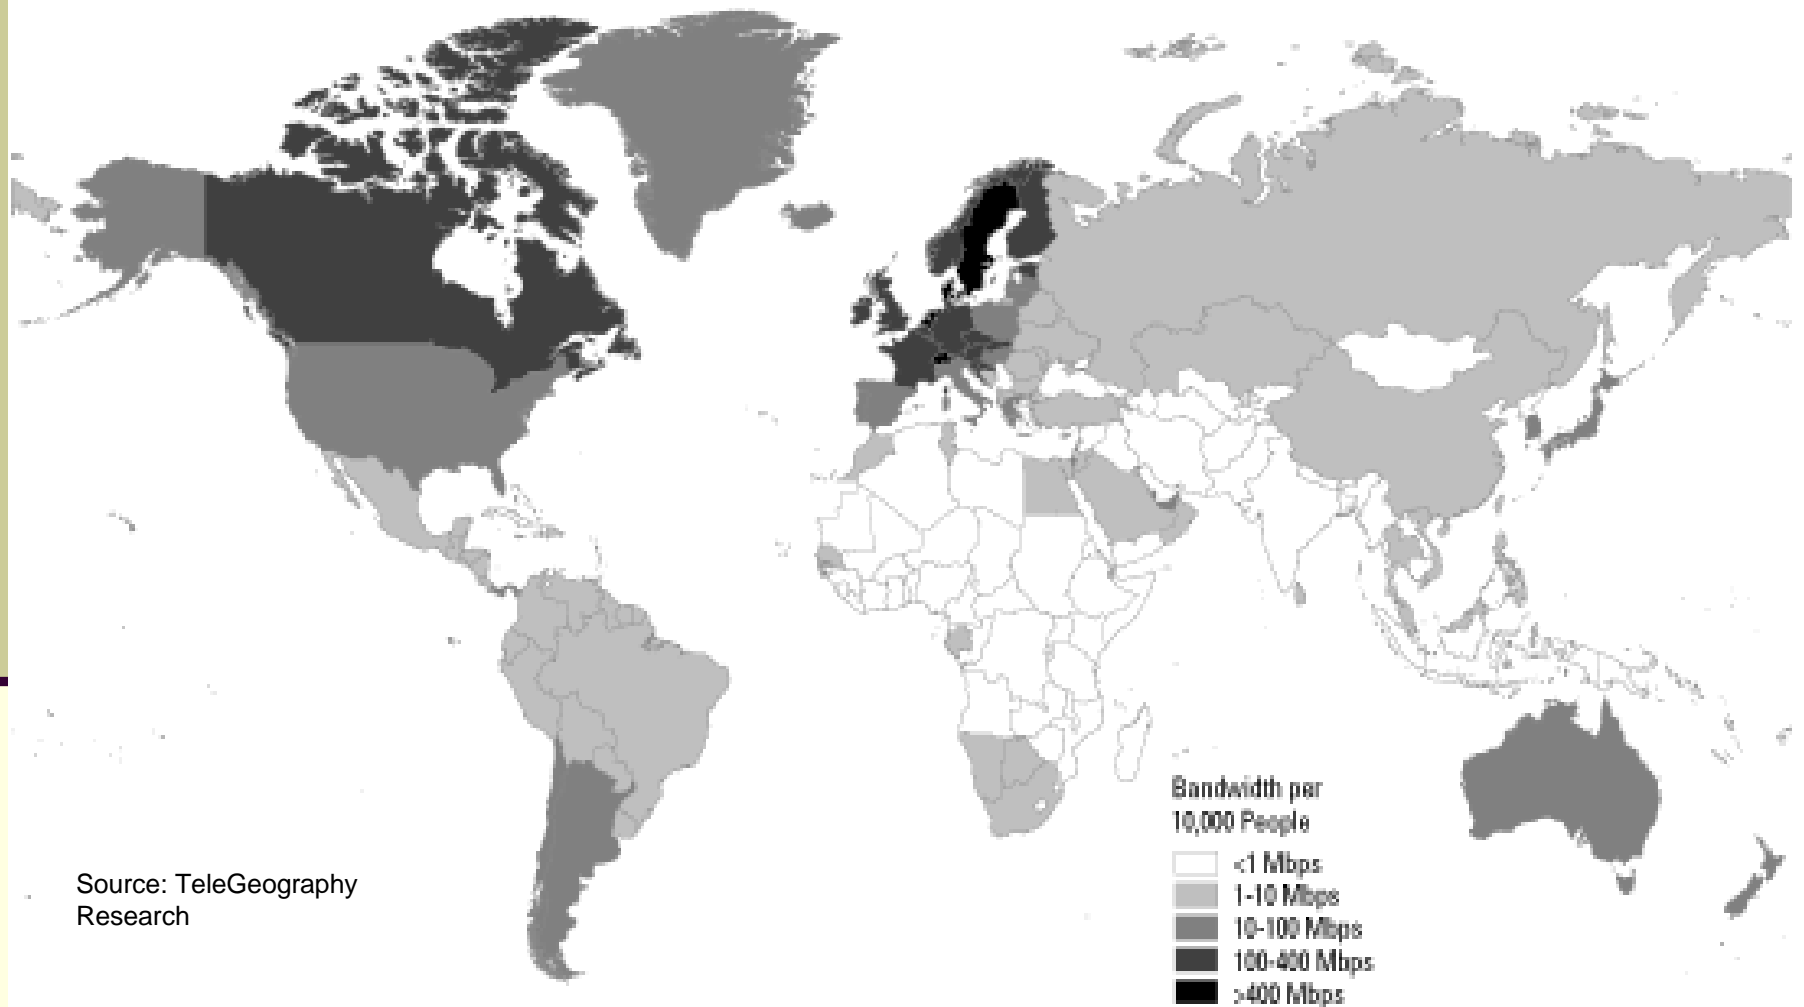 Bandwidth per
10,000 People
<1 Mbps
1-10 Mbps
10-100 Mbps
100-400 Mbps
>400 Mbps
Source: TeleGeography
Research